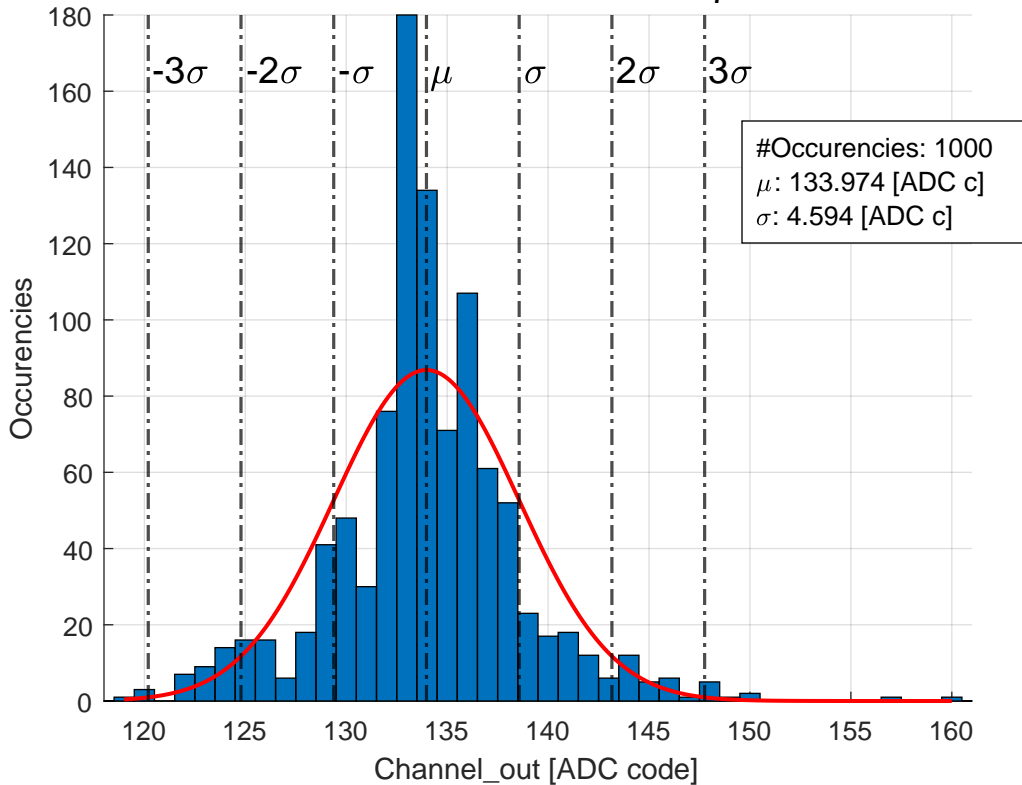 180
160
140
120
100
80
60
40
20
0
Occurencies
-3σ -2σ -σ μ σ 2σ 3σ
#Occurencies: 1000
μ: 133.974 [ADC c]
σ: 4.594 [ADC c]
120 125 130 135 140 145 150 155 160
Channel_out [ADC code]